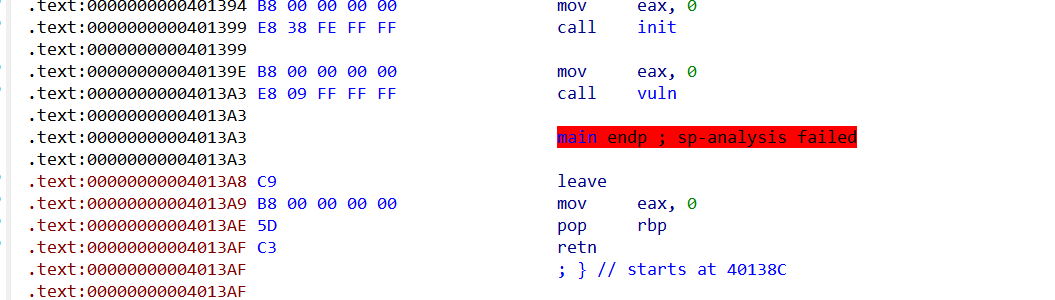 .text:0000000000401394 B8 00 00 00 00 mov eax, 0
.text:0000000000401399 E8 38 FE FF FF call init
.text:0000000000401399
.text:000000000040139E B8 00 00 00 00 mov eax, 0
.text:00000000004013A3 E8 09 FF FF FF call vuln
.text:00000000004013A3
.text:00000000004013A3 main endp ; sp-analysis failed
.text:00000000004013A3
.text:00000000004013A8 C9 leave
.text:00000000004013A9 B8 00 00 00 00 mov eax, 0
.text:00000000004013AE 5D pop rbp
.text:00000000004013AF C3 retn
.text:00000000004013AF ; } // starts at 40138C
.text:00000000004013AF